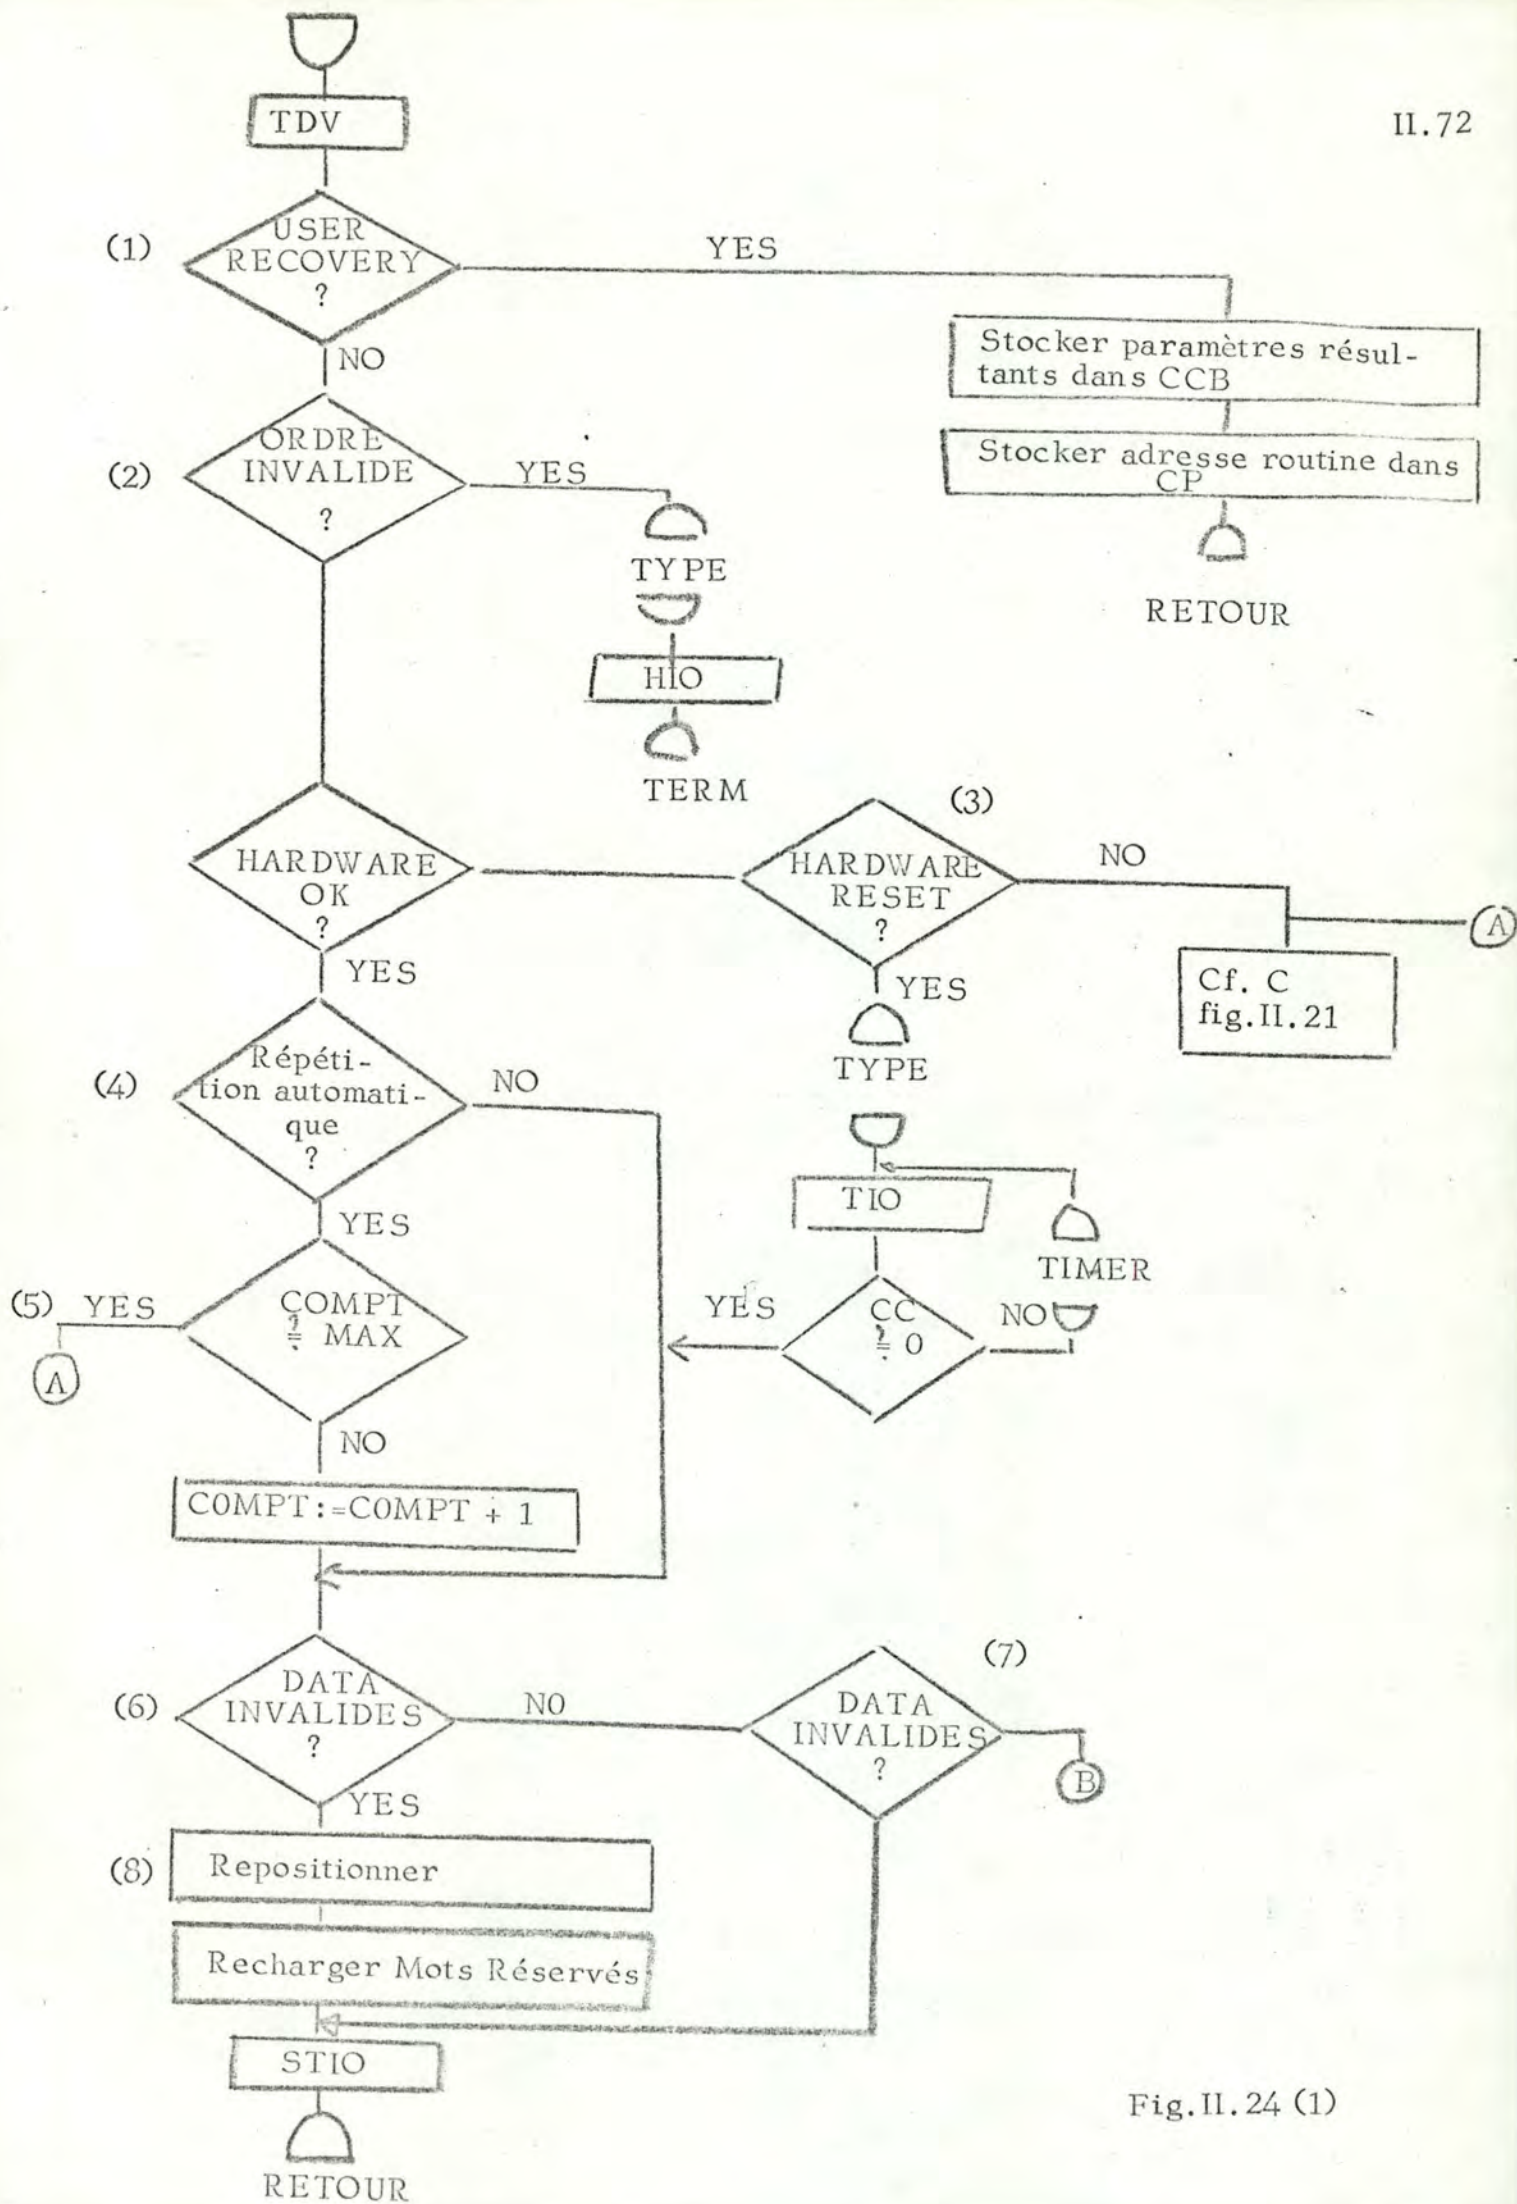 II.72
TDV
(1)
USER
RECOVERY
?
YES
NO
Stocker paramètres résul-
tants dans CCB
Stocker adresse routine dans
CP
RETOUR
(2)
ORDRE
INVALIDE
?
YES
TYPE
HIO
TERM
HARDWARE
OK
?
YES
(3)
HARDWARE
RESET
?
NO
A
YES
TYPE
Cf. C
fig.II.21
(4)
Répéti-
tion automati-
que
?
NO
YES
TIO
TIMER
CC
?
= 0
YES
NO
(5)
YES
A
COMPT
?
= MAX
NO
COMPT:=COMPT + 1
(6)
DATA
INVALIDES
?
NO
YES
(7)
DATA
INVALIDES
?
B
(8)
Repositionner
Recharger Mots Réservés
STIO
RETOUR
Fig.II.24 (1)